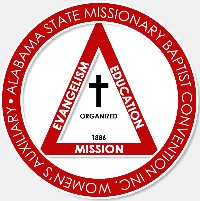 • ALABAMA STATE MISSIONARY BAPTIST CONVENTION INC. WOMEN'S AUXILIARY
EVANGELISM
EDUCATION
ORGANIZED
1886
MISSION